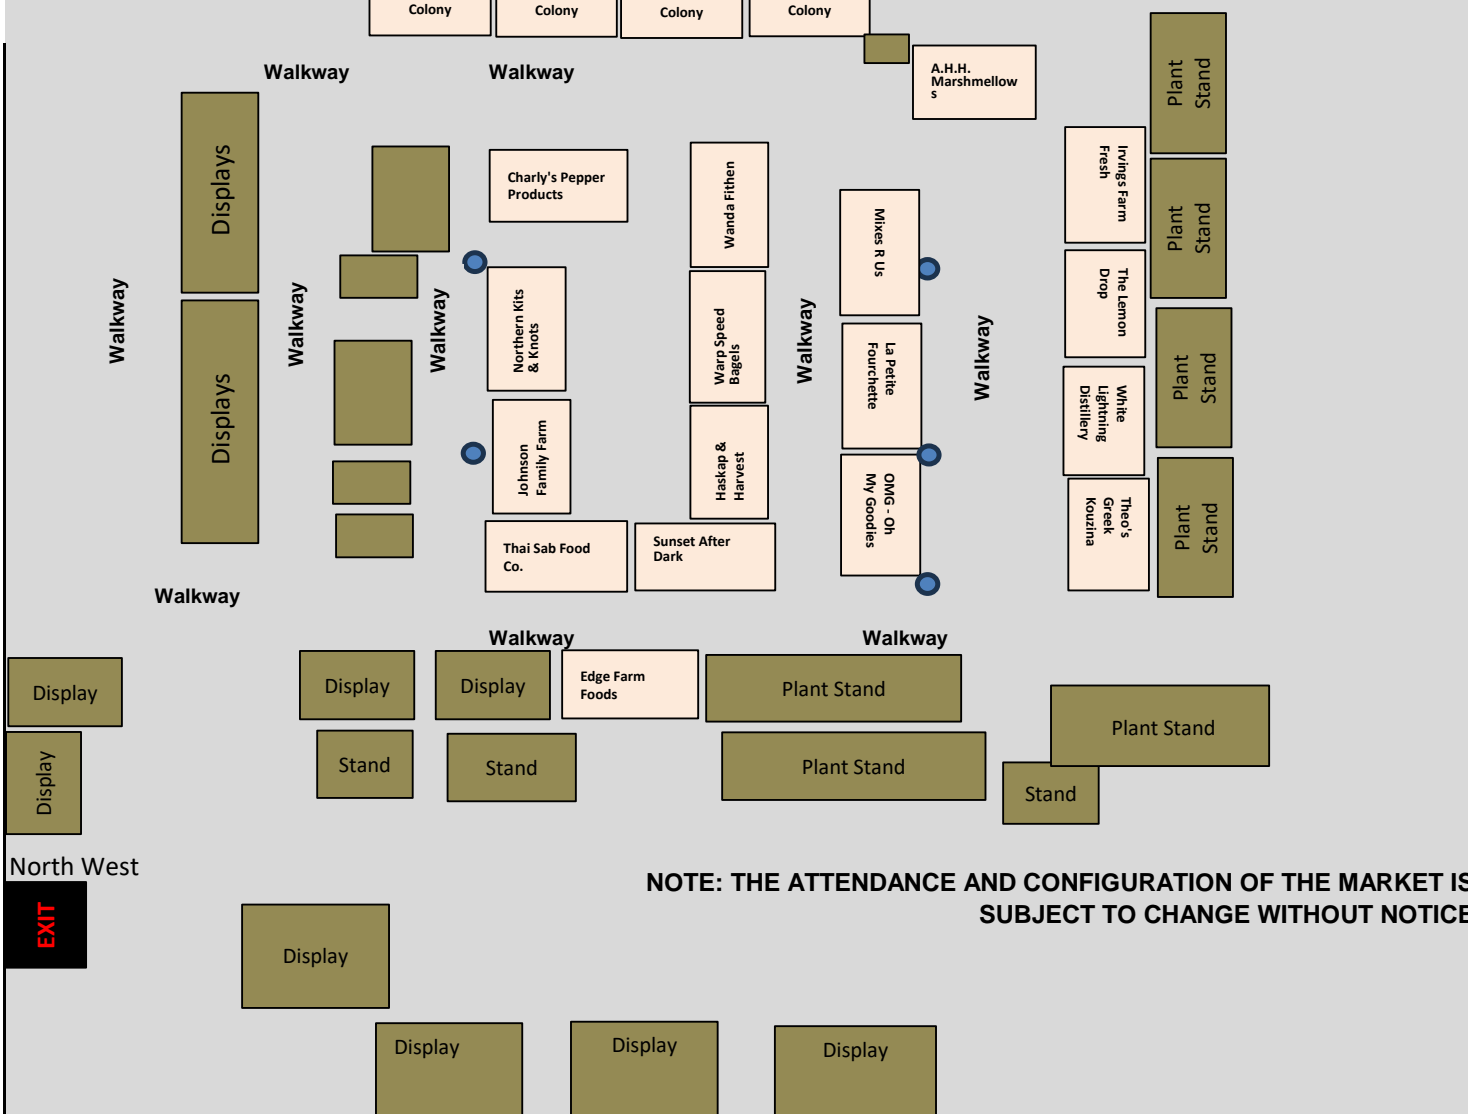 Colony
Colony
Colony
Colony
Walkway
Walkway
A.H.H.
Marshmellow
s
Plant
Stand
Displays
Charly's Pepper
Products
Wanda Fithen
Mixes R Us
Irvings Farm
Fresh
Plant
Stand
Walkway
Walkway
Walkway
Northern Kits
& Knots
Warp Speed
Bagels
Walkway
La Petite
Fourchette
Walkway
The Lemon
Drop
Plant
Stand
Displays
Johnson
Family Farm
Haskap &
Harvest
OMG - Oh
My Goodies
White
Lightning
Distillery
Theo's
Greek
Kouzina
Plant
Stand
Thai Sab Food
Co.
Sunset After
Dark
Walkway
Walkway
Walkway
Display
Display
Display
Edge Farm
Foods
Plant Stand
Plant Stand
Display
Stand
Stand
Plant Stand
Stand
North West
EXIT
NOTE: THE ATTENDANCE AND CONFIGURATION OF THE MARKET IS
SUBJECT TO CHANGE WITHOUT NOTICE
Display
Display
Display
Display